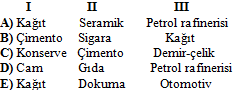 I II III
A) Kağıt Seramik Petrol rafinerisi
B) Çimento Sigara Kağıt
C) Konserve Çimento Demir-çelik
D) Cam Gıda Petrol rafinerisi
E) Kağıt Dokuma Otomotiv